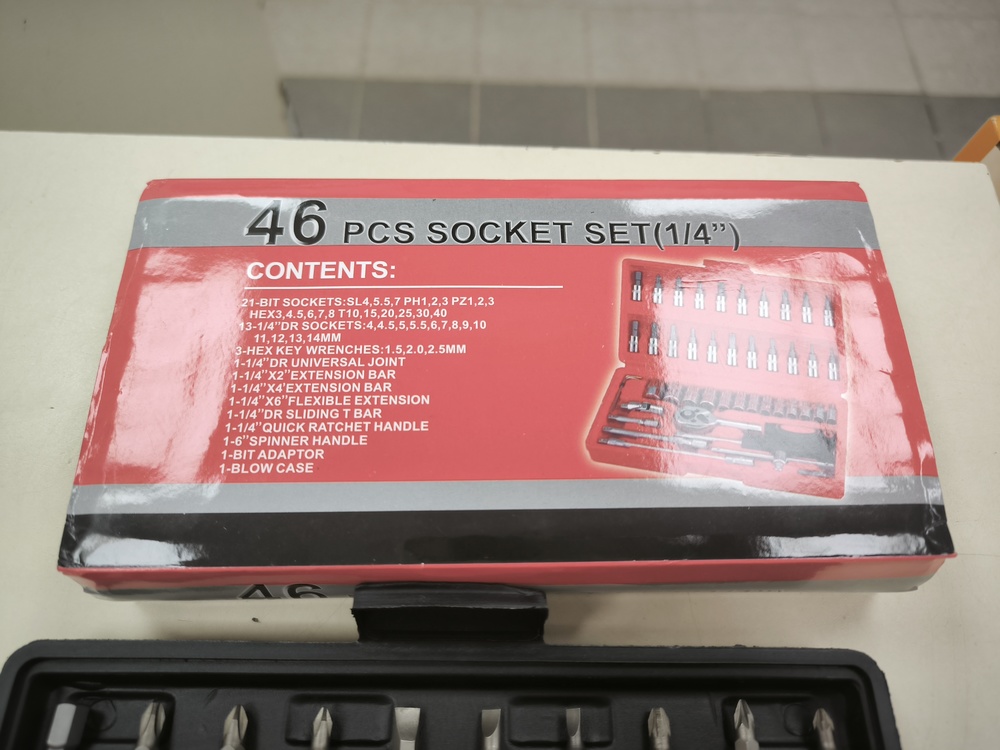 46 PCS SOCKET SET(1/4")
CONTENTS:
21-BIT SOCKETS:SL4,5.5,7 PH1,2,3 PZ1,2,3
HEX3,4.5,6,7,8 T10,15,20,25,30,40
13-1/4"DR SOCKETS:4,4.5,5,5.5,6,7,8,9,10
11,12,13,14MM
3-HEX KEY WRENCHES:1.5,2.0,2.5MM
1-1/4"DR UNIVERSAL JOINT
1-1/4"X2"EXTENSION BAR
1-1/4"X4'EXTENSION BAR
1-1/4"X6"FLEXIBLE EXTENSION
1-1/4"DR SLIDING T BAR
1-1/4"QUICK RATCHET HANDLE
1-6"SPINNER HANDLE
1-BIT ADAPTOR
1-BLOW CASE
46